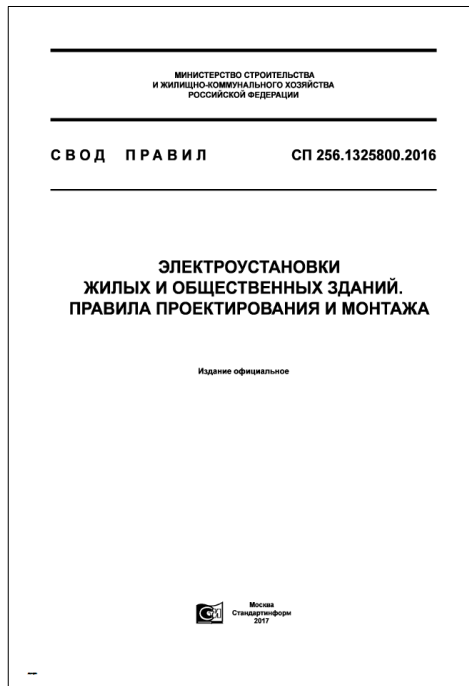 МИНИСТЕРСТВО СТРОИТЕЛЬСТВА
И ЖИЛИЩНО-КОММУНАЛЬНОГО ХОЗЯЙСТВА
РОССИЙСКОЙ ФЕДЕРАЦИИ
СВОД ПРАВИЛ СП 256.1325800.2016
ЭЛЕКТРОУСТАНОВКИ
ЖИЛЫХ И ОБЩЕСТВЕННЫХ ЗДАНИЙ.
ПРАВИЛА ПРОЕКТИРОВАНИЯ И МОНТАЖА
Издание официальное
Москва
Стандартинформ
2017